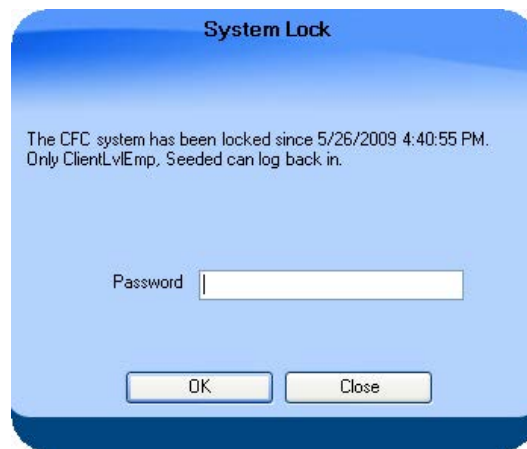 System Lock
The CFC system has been locked since 5/26/2009 4:40:55 PM.
Only ClientLvlEmp, Seeded can log back in.
Password
OK
Close